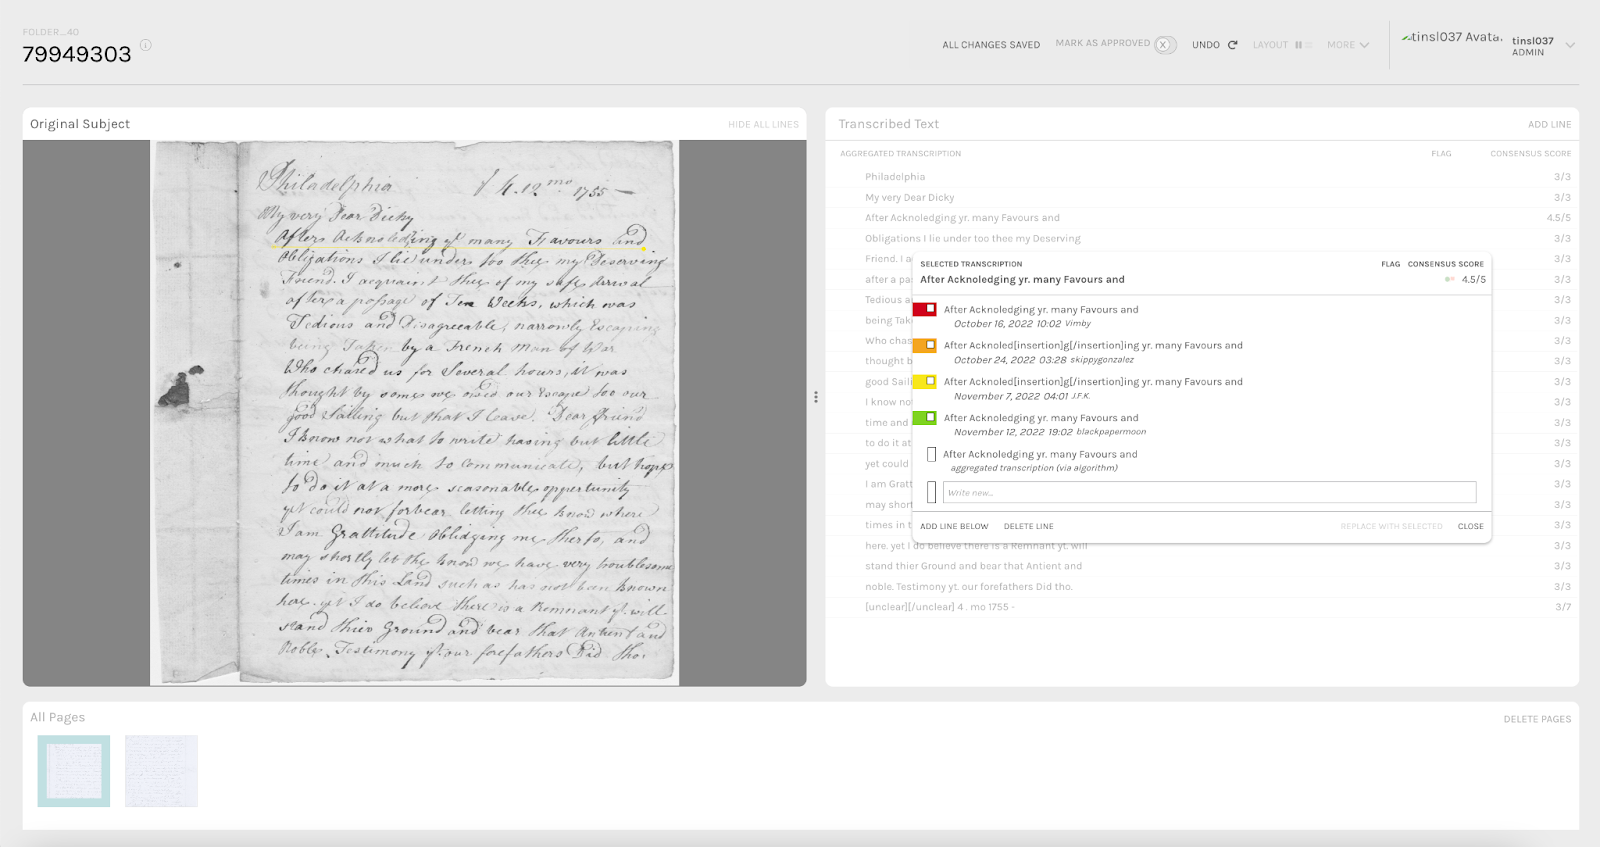 FOLDER_40
79949303
ALL CHANGES SAVED
MARK AS APPROVED
UNDO
LAYOUT
MORE
tinsl037 Avata
tinsl037
ADMIN
Original Subject
HIDE ALL LINES
Philadelphia 4. 12 mo 1755 —
My very Dear Dicky
After Acknoledging yr. many Favours and
Obligations I lie under too thee my Deserving
Friend. I acquaint thee of my safe Arrival
after a passage of Ten Weeks, which was
Tedious and Disagreeable, narrowly Escaping
being Taken by a French Man of War
Who chased us for Several hours, it was
thought by some we owed our Escape too our
good Sailing but that I leave. Dear friend
I know not what to write having but little
time and much to communicate, but hope
to do it at a more seasonable opportunity
yet could not forbear letting thee know where
I am Grattitude obligding me therto, and
may shortly let the know we have very troublesome
times in this Land such as has not been known
here. yet I do believe there is a Remnant yt. will
stand thier Ground and bear that Antient and
Noble. Testimony yt. our forefathers Did tho.
Transcribed Text
ADD LINE
AGGREGATED TRANSCRIPTION
FLAG
CONSENSUS SCORE
Philadelphia 3/3
My very Dear Dicky 3/3
After Acknoledging yr. many Favours and 4.5/5
Obligations I lie under too thee my Deserving 3/3
Friend. I a 3/3
after a pa 3/3
Tedious a 3/3
being Tak 3/3
Who chas 3/3
thought b 3/3
good Saili 3/3
I know no 3/3
time and 3/3
to do it at 3/3
yet could 3/3
I am Gratt 3/3
may short 3/3
times in t 3/3
here. yet I do believe there is a Remnant yt. will 3/3
stand thier Ground and bear that Antient and 3/3
noble. Testimony yt. our forefathers Did tho. 3/3
[unclear][/unclear] 4 . mo 1755 - 3/7
SELECTED TRANSCRIPTION
FLAG
CONSENSUS SCORE
After Acknoledging yr. many Favours and
4.5/5
After Acknoledging yr. many Favours and
October 16, 2022 10:02 Vimby
After Acknoled[insertion]g[/insertion]ing yr. many Favours and
October 24, 2022 03:28 skippygonzalez
After Acknoled[insertion]g[/insertion]ing yr. many Favours and
November 7, 2022 04:01 J.F.K.
After Acknoledging yr. many Favours and
November 12, 2022 19:02 blackpapermoon
After Acknoledging yr. many Favours and
aggregated transcription (via algorithm)
Write new...
ADD LINE BELOW
DELETE LINE
REPLACE WITH SELECTED
CLOSE
All Pages
DELETE PAGES